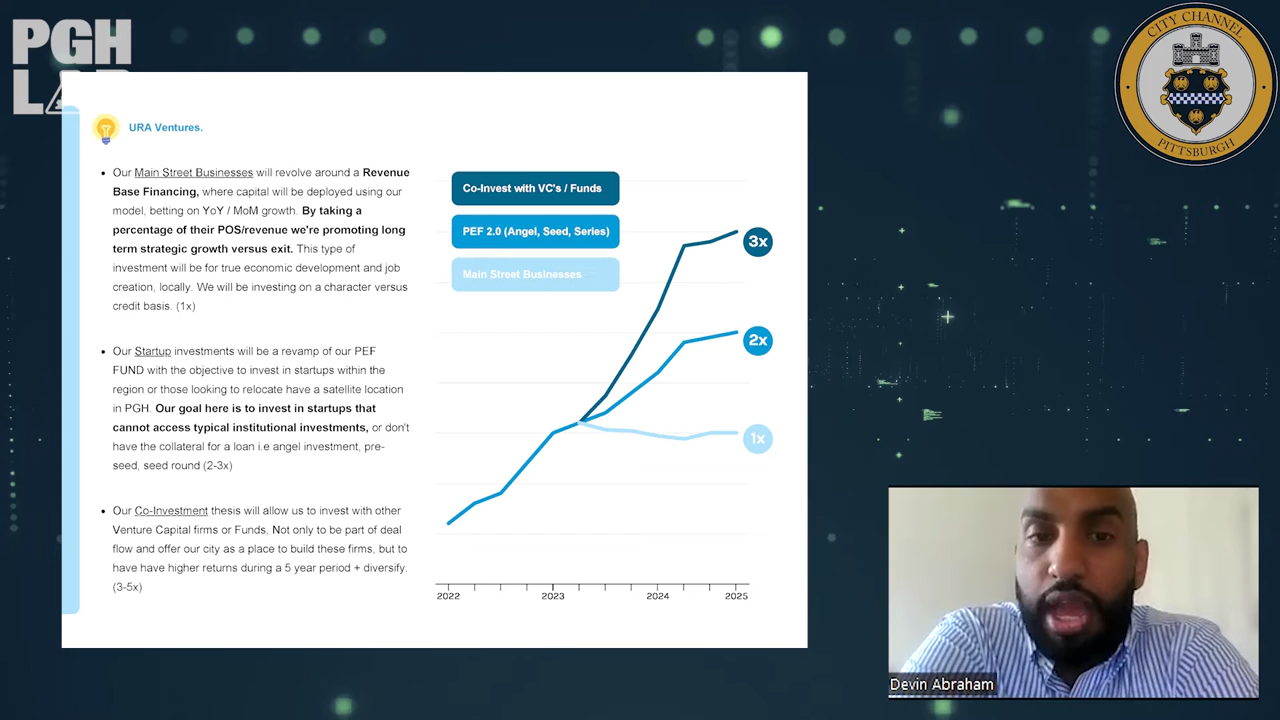 PGH
LAB
CITY CHANNEL
PITTSBURGH
URA Ventures.
• Our Main Street Businesses will revolve around a Revenue
Base Financing, where capital will be deployed using our
model, betting on YoY / MoM growth. By taking a
percentage of their POS/revenue we're promoting long
term strategic growth versus exit. This type of
investment will be for true economic development and job
creation, locally. We will be investing on a character versus
credit basis. (1x)
• Our Startup investments will be a revamp of our PEF
FUND with the objective to invest in startups within the
region or those looking to relocate have a satellite location
in PGH. Our goal here is to invest in startups that
cannot access typical institutional investments, or don't
have the collateral for a loan i.e angel investment, pre-
seed, seed round (2-3x)
• Our Co-Investment thesis will allow us to invest with other
Venture Capital firms or Funds, Not only to be part of deal
flow and offer our city as a place to build these firms, but to
have have higher returns during a 5 year period + diversify.
(3-5x)
Co-Invest with VC's / Funds
PEF 2.0 (Angel, Seed, Series)
Main Street Businesses
3x
2x
1x
2022 2023 2024 2025
Devin Abraham